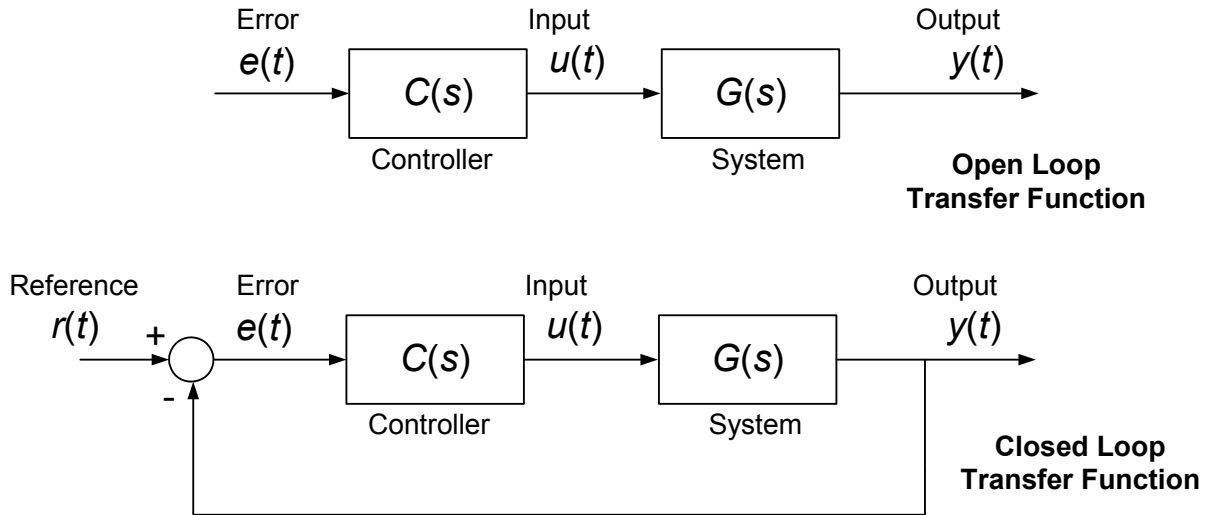 Error
Input
Output
e(t)
u(t)
y(t)
C(s)
G(s)
Controller
System
Open Loop
Transfer Function
Reference
Error
Input
Output
r(t)
+
e(t)
u(t)
y(t)
C(s)
G(s)
-
Controller
System
Closed Loop
Transfer Function